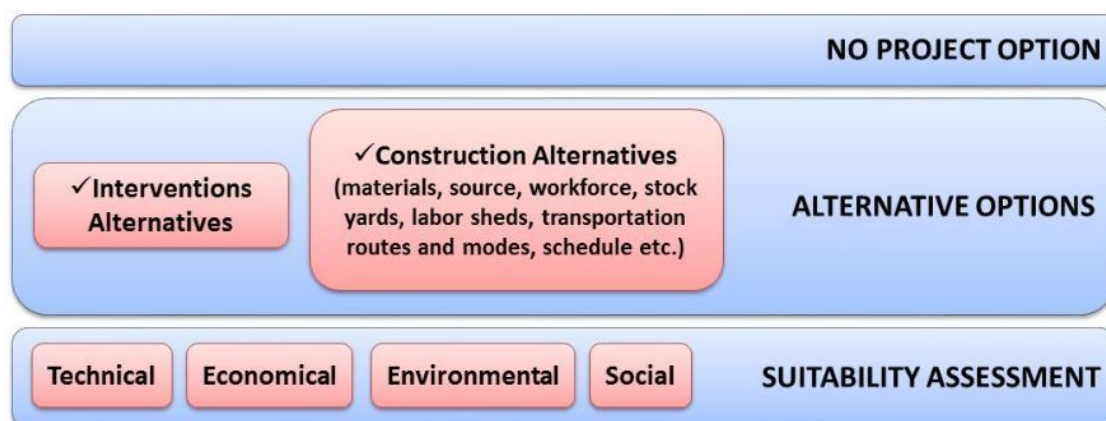 NO PROJECT OPTION
✓Interventions
Alternatives
✓Construction Alternatives
(materials, source, workforce, stock
yards, labor sheds, transportation
routes and modes, schedule etc.)
ALTERNATIVE OPTIONS
Technical
Economical
Environmental
Social
SUITABILITY ASSESSMENT